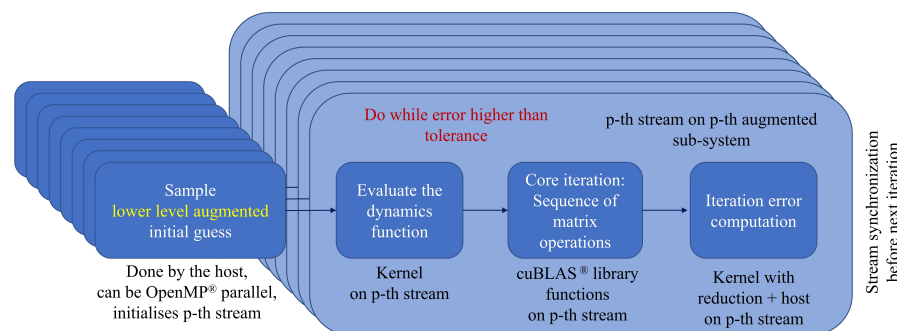 Do while error higher than
tolerance
p-th stream on p-th augmented
sub-system
Sample
lower level augmented
initial guess
Evaluate the
dynamics
function
Core iteration:
Sequence of
matrix
operations
Iteration error
computation
Done by the host,
can be OpenMP® parallel,
initialises p-th stream
Kernel
on p-th stream
cuBLAS ® library
functions
on p-th stream
Kernel with
reduction + host
on p-th stream
Stream synchronization
before next iteration